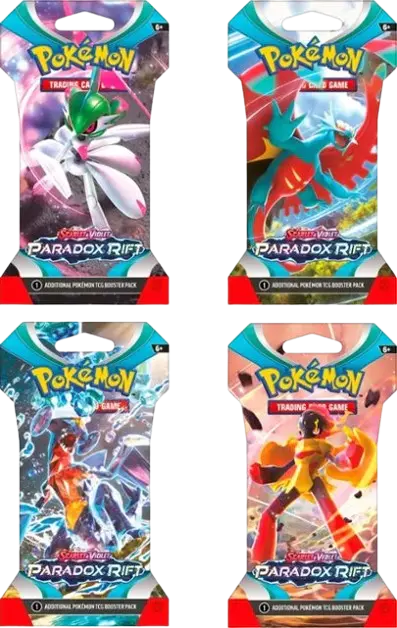 6+
POKéMON
TRADING CARD G
SCARLET & VIOLET
PARADOX RIFT
1 ADDITIONAL POKÉMON TCG BOOSTER PACK
6+
POKéMON
NG CARD GAME
SCARLET & VIOLET
PARADOX RIFT
1 ADDITIONAL POKÉMON TCG BOOSTER PACK
6+
POKéMON
D GAME
SCARLET & VIOLET
PARADOX RIFT
1 ADDITIONAL POKÉMON TCG BOOSTER PACK
6+
POKéMON
TRADING CARD GAME
SCARLET & VIOLET
PARADOX RIFT
1 ADDITIONAL POKÉMON TCG BOOSTER PACK